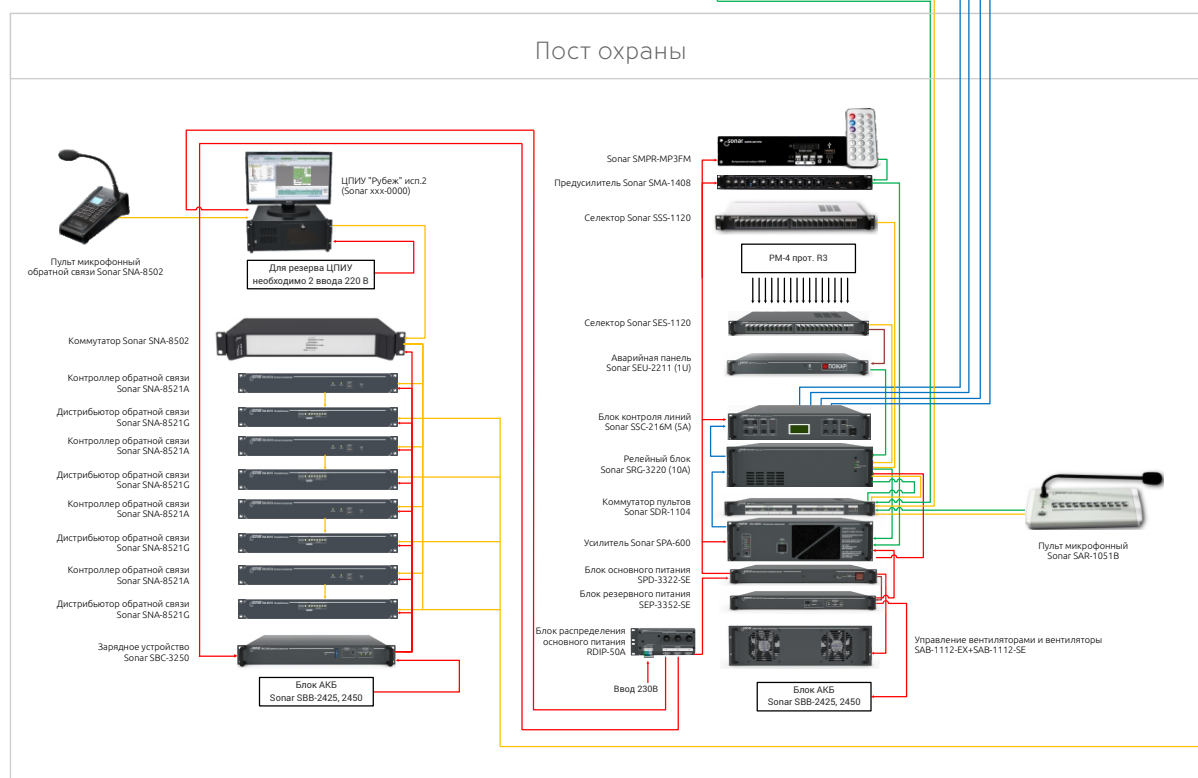 Пост охраны
ЦПИУ "Рубеж" исп.2
(Sonar xxx-0000)
Пульт микрофонный
обратной связи Sonar SNA-8502
Для резерва ЦПИУ
необходимо 2 ввода 220 В
Коммутатор Sonar SNA-8502
Контроллер обратной связи
Sonar SNA-8521A
Дистрибьютор обратной связи
Sonar SNA-8521G
Контроллер обратной связи
Sonar SNA-8521A
Дистрибьютор обратной связи
Sonar SNA-8521G
Контроллер обратной связи
Sonar SNA-8521A
Дистрибьютор обратной связи
Sonar SNA-8521G
Контроллер обратной связи
Sonar SNA-8521A
Дистрибьютор обратной связи
Sonar SNA-8521G
Зарядное устройство
Sonar SBC-3250
Блок АКБ
Sonar SBB-2425, 2450
sonar
Sonar SMPR-MP3FM
Предусилитель Sonar SMA-1408
Селектор Sonar SSS-1120
РМ-4 прот. R3
Селектор Sonar SES-1120
Аварийная панель
Sonar SEU-2211 (1U)
ПОЖАР
Блок контроля линий
Sonar SSC-216M (5A)
Релейный блок
Sonar SRG-3220 (10A)
Коммутатор пультов
Sonar SDR-1104
Усилитель Sonar SPA-600
Блок основного питания
SPD-3322-SE
Блок резервного питания
SEP-3352-SE
Блок распределения
основного питания
RDIP-50A
Ввод 230В
Управление вентиляторами и вентиляторы
SAB-1112-EX+SAB-1112-SE
Блок АКБ
Sonar SBB-2425, 2450
Пульт микрофонный
Sonar SAR-1051B